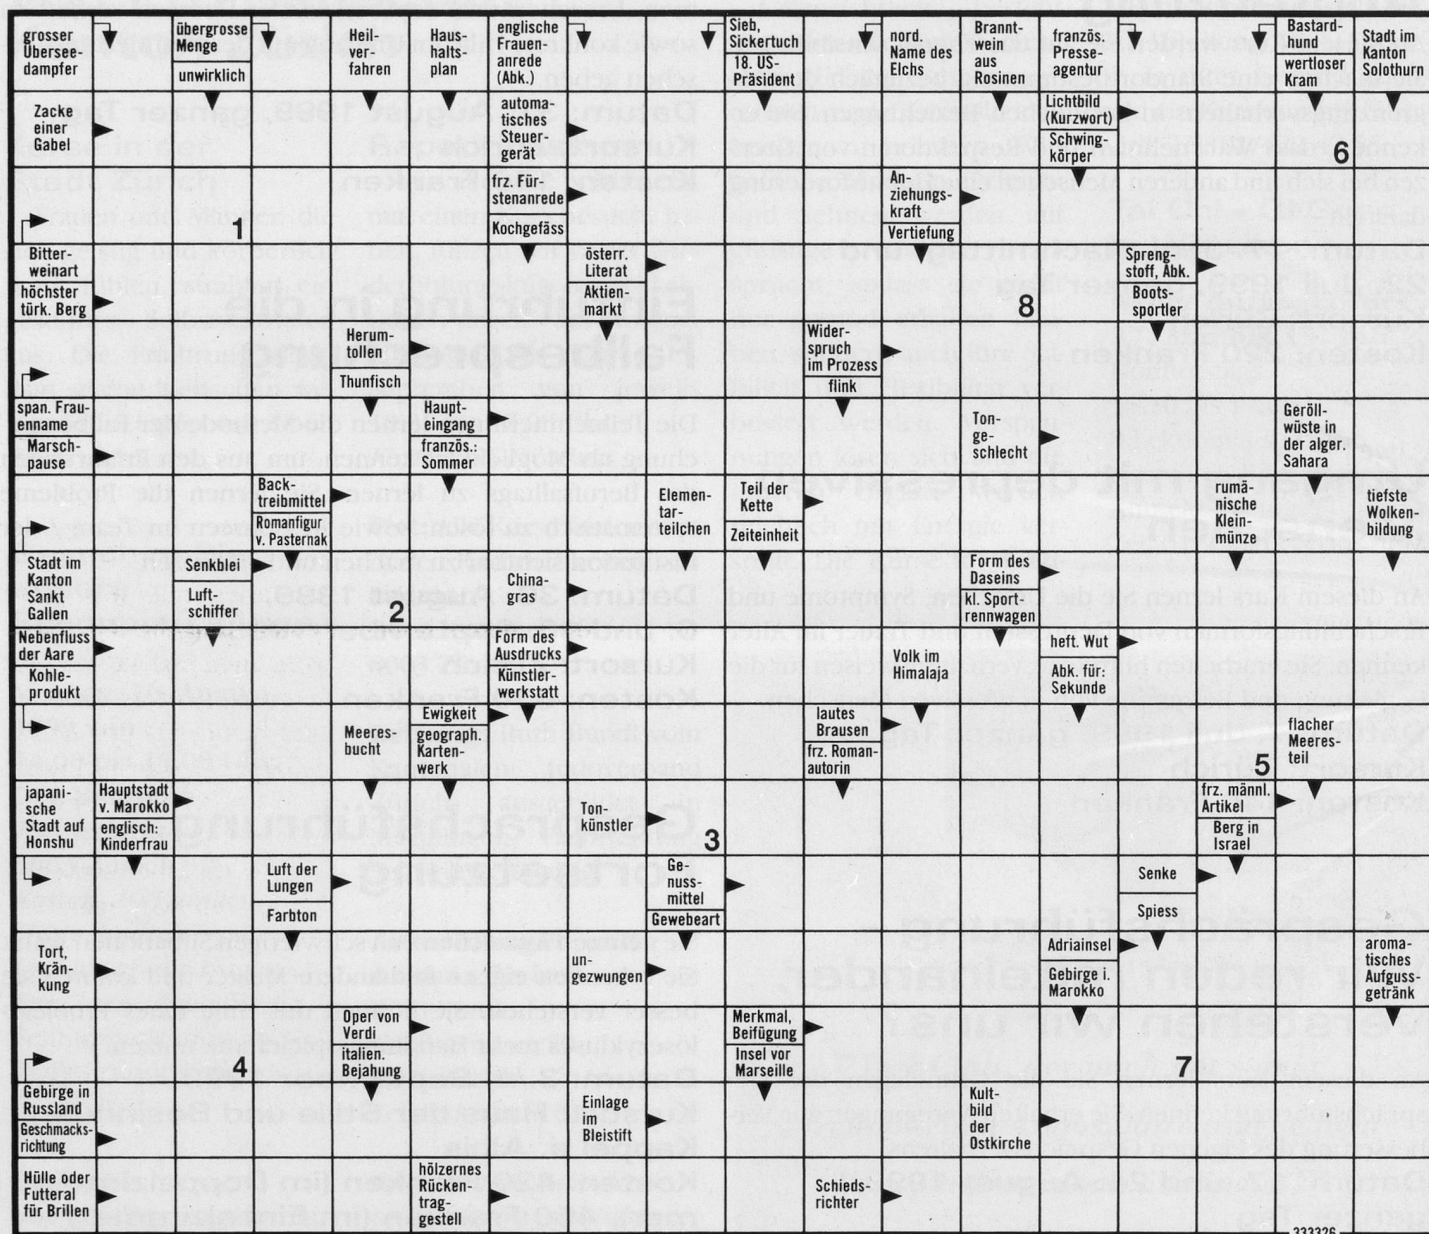 grosser
Übersee-
dampfer
übergrosse
Menge
unwirklich
Heil-
ver-
fahren
Haus-
halts-
plan
englische
Frauen-
anrede
(Abk.)
Sieb,
Sickertuch
18. US-
Präsident
nord.
Name des
Elchs
Brannt-
wein
aus
Rosinen
französ.
Presse-
agentur
Bastard-
hund
wertloser
Kram
Stadt im
Kanton
Solothurn
Zacke
einer
Gabel
automa-
tisches
Steuer-
gerät
Lichtbild
(Kurzwort)
Schwing-
körper
6
frz. Für-
stenanrede
Kochgefäss
An-
ziehungs-
kraft
Vertiefung
1
Bitter-
weinart
höchster
türk. Berg
österr.
Literat
Aktien-
markt
Spreng-
stoff, Abk.
Boots-
sportler
8
Herum-
tollen
Thunfisch
Wider-
spruch
im Prozess
flink
span. Frau-
enname
Marsch-
pause
Haupt-
eingang
französ.
Sommer
Ton-
ge-
schlecht
Geröll-
wüste in
der alger.
Sahara
Back-
treibmittel
Romanfigur
v. Pasternak
Elemen-
tar-
teilchen
Teil der
Kette
Zeiteinheit
rumä-
nische
Klein-
münze
tiefste
Wolken-
bildung
Stadt im
Kanton
Sankt
Gallen
Senkblei
Luft-
schiffer
China-
gras
Form des
Daseins
kl. Sport-
rennwagen
2
Nebenfluss
der Aare
Kohle-
produkt
Form des
Ausdrucks
Künstler-
werkstatt
Volk im
Himalaja
heft. Wut
Abk. für:
Sekunde
Meeres-
bucht
Ewigkeit
geograph.
Karten-
werk
lautes
Brausen
frz. Roman-
autorin
flacher
Meeres-
teil
5
japani-
sche
Stadt auf
Honshu
Hauptstadt
v. Marokko
englisch:
Kinderfrau
Ton-
künstler
3
frz. männl.
Artikel
Berg in
Israel
Luft der
Lungen
Farbton
Ge-
nuss-
mittel
Gewebeart
Senke
Spiess
Tort,
Krän-
kung
un-
gezwungen
Adriainsel
Gebirge i.
Marokko
aroma-
tisches
Aufguss-
getränk
Oper von
Verdi
italien.
Bejahung
Merkmal,
Beifügung
Insel vor
Marseille
4
7
Gebirge in
Russland
Geschmacks-
richtung
Einlage
im
Bleistift
Kult-
bild
der
Ostkirche
Hülle oder
Futteral
für Brillen
hölzernes
Rücken-
trag-
gestell
Schieds-
richter
333326